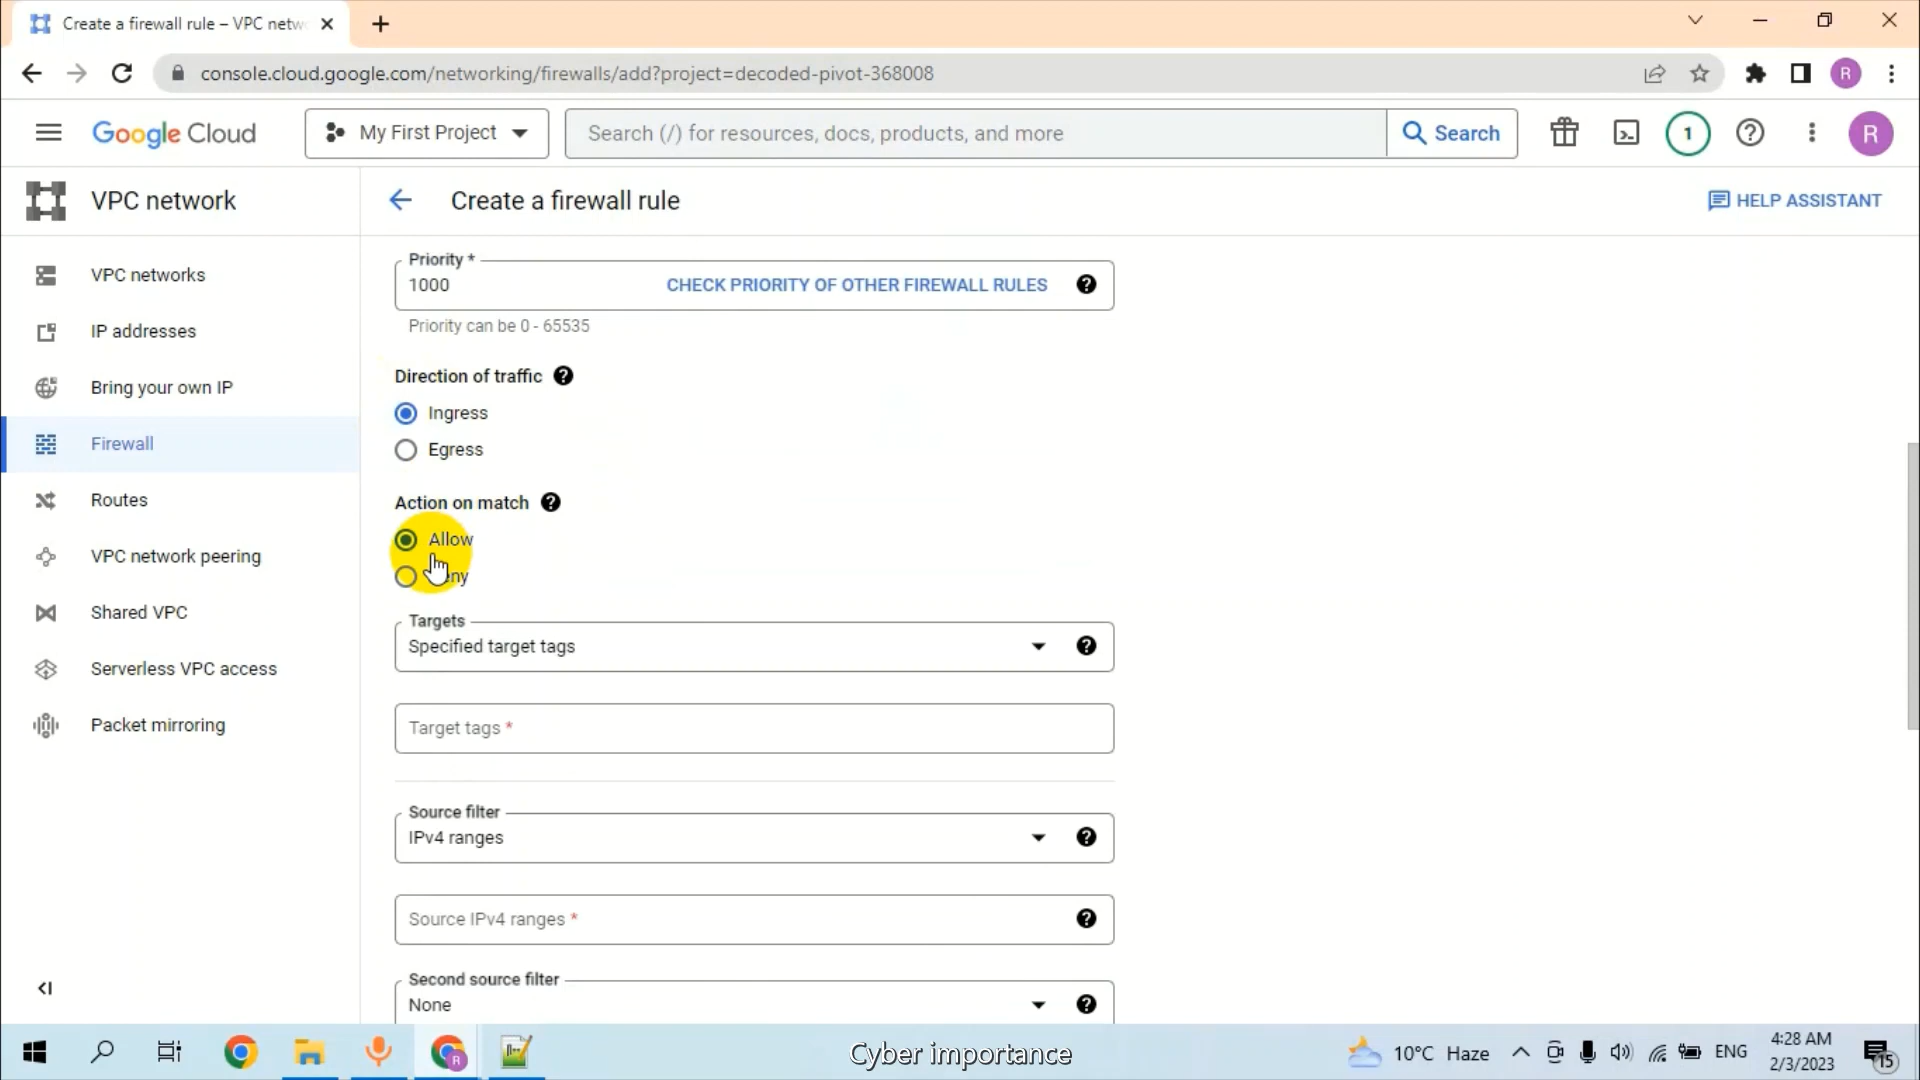 Create a firewall rule – VPC netw
console.cloud.google.com/networking/firewalls/add?project=decoded-pivot-368008
R
Google Cloud
My First Project
Search (/) for resources, docs, products, and more
Search
1
R
VPC network
Create a firewall rule
HELP ASSISTANT
VPC networks
IP addresses
Bring your own IP
Firewall
Routes
VPC network peering
Shared VPC
Serverless VPC access
Packet mirroring
Priority *
1000
CHECK PRIORITY OF OTHER FIREWALL RULES
Priority can be 0 - 65535
Direction of traffic
Ingress
Egress
Action on match
Allow
Targets
Specified target tags
Target tags *
Source filter
IPv4 ranges
Source IPv4 ranges *
Second source filter
None
R
Cyber importance
10°C Haze
ENG
4:28 AM
2/3/2023
15